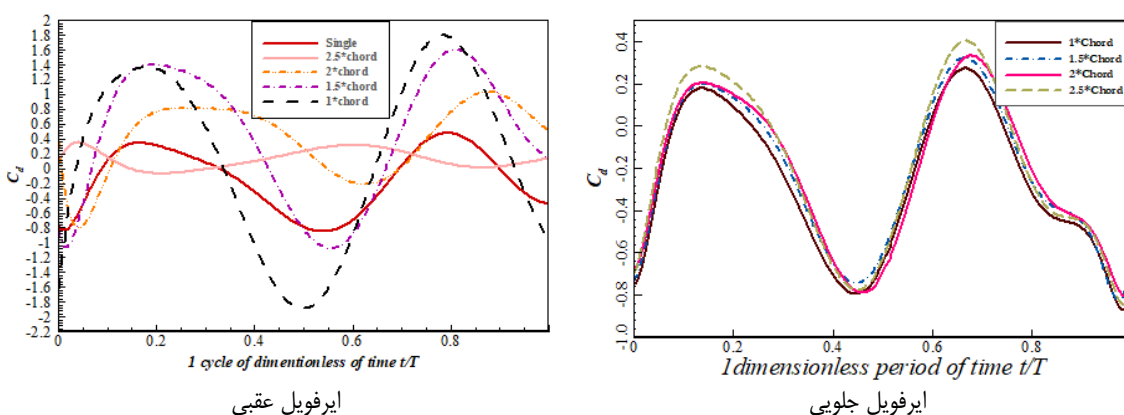 2
1.8
1.6
1.4
1.2
1
0.8
0.6
0.4
0.2
0
-0.2
-0.4
-0.6
-0.8
-1
-1.2
-1.4
-1.6
-1.8
-2
-2.2
C_d
Single
2.5*chord
2*chord
1.5*chord
1*chord
0 0.2 0.4 0.6 0.8
1 cycle of dimentionless of time t/T
ایرفویل عقبی
0.4
0.2
0.0
-0.2
-0.4
-0.6
-0.8
-1.0
C_d
1*Chord
1.5*Chord
2*Chord
2.5*Chord
0 0.2 0.4 0.6 0.8
1dimensionless period of time t/T
ایرفویل جلویی